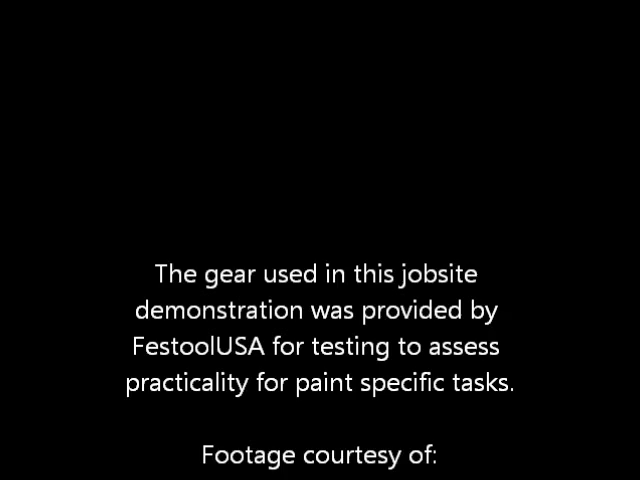 The gear used in this jobsite
demonstration was provided by
FestoolUSA for testing to assess
practicality for paint specific tasks.
Footage courtesy of: